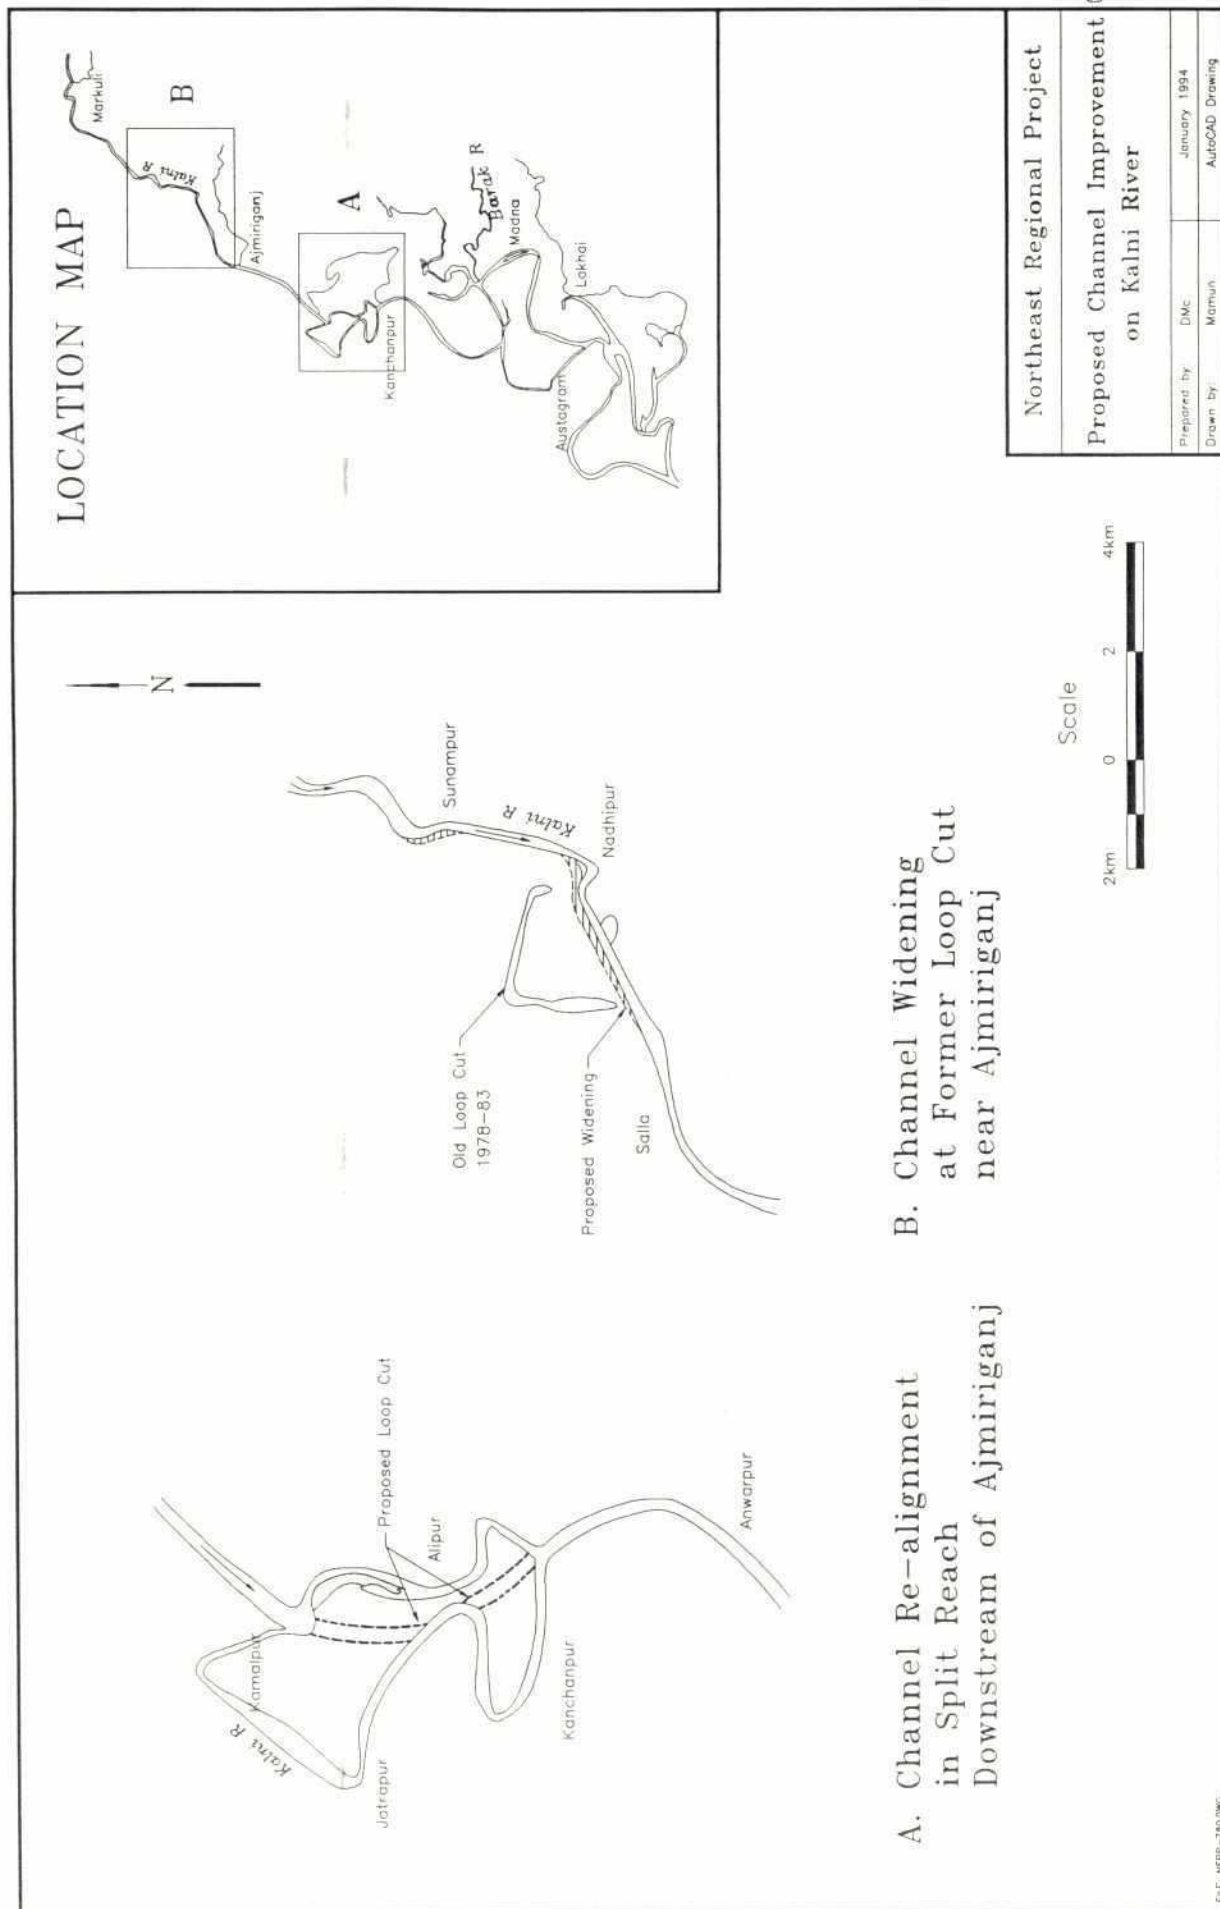 LOCATION MAP
Markuli
B
Kalni R
Ajmiriganj
A
Kanchanpur
Barak R
Madna
Lakhai
Austagram
N
Kamalpur
Kalni R
Jatrapur
Proposed Loop Cut
Alipur
Kanchanpur
Anwarpur
Sunampur
Kalni R
Nadhipur
Old Loop Cut
1978-83
Proposed Widening
Salla
A. Channel Re-alignment
in Split Reach
Downstream of Ajmiriganj
B. Channel Widening
at Former Loop Cut
near Ajmiriganj
Scale
2km 0 2 4km
Northeast Regional Project
Proposed Channel Improvement
on Kalni River
Prepared by: DMc January 1994
Drawn by: Mamun AutoCAD Drawing